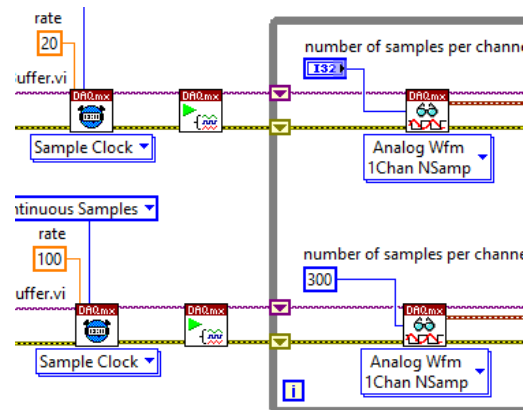 rate
20
number of samples per channe
I32
Buffer.vi
DAQmx
DAQmx
DAQmx
Sample Clock
Analog Wfm
1Chan NSamp
ntinuous Samples
rate
100
number of samples per channe
300
uffer.vi
DAQmx
DAQmx
DAQmx
Sample Clock
Analog Wfm
1Chan NSamp
i